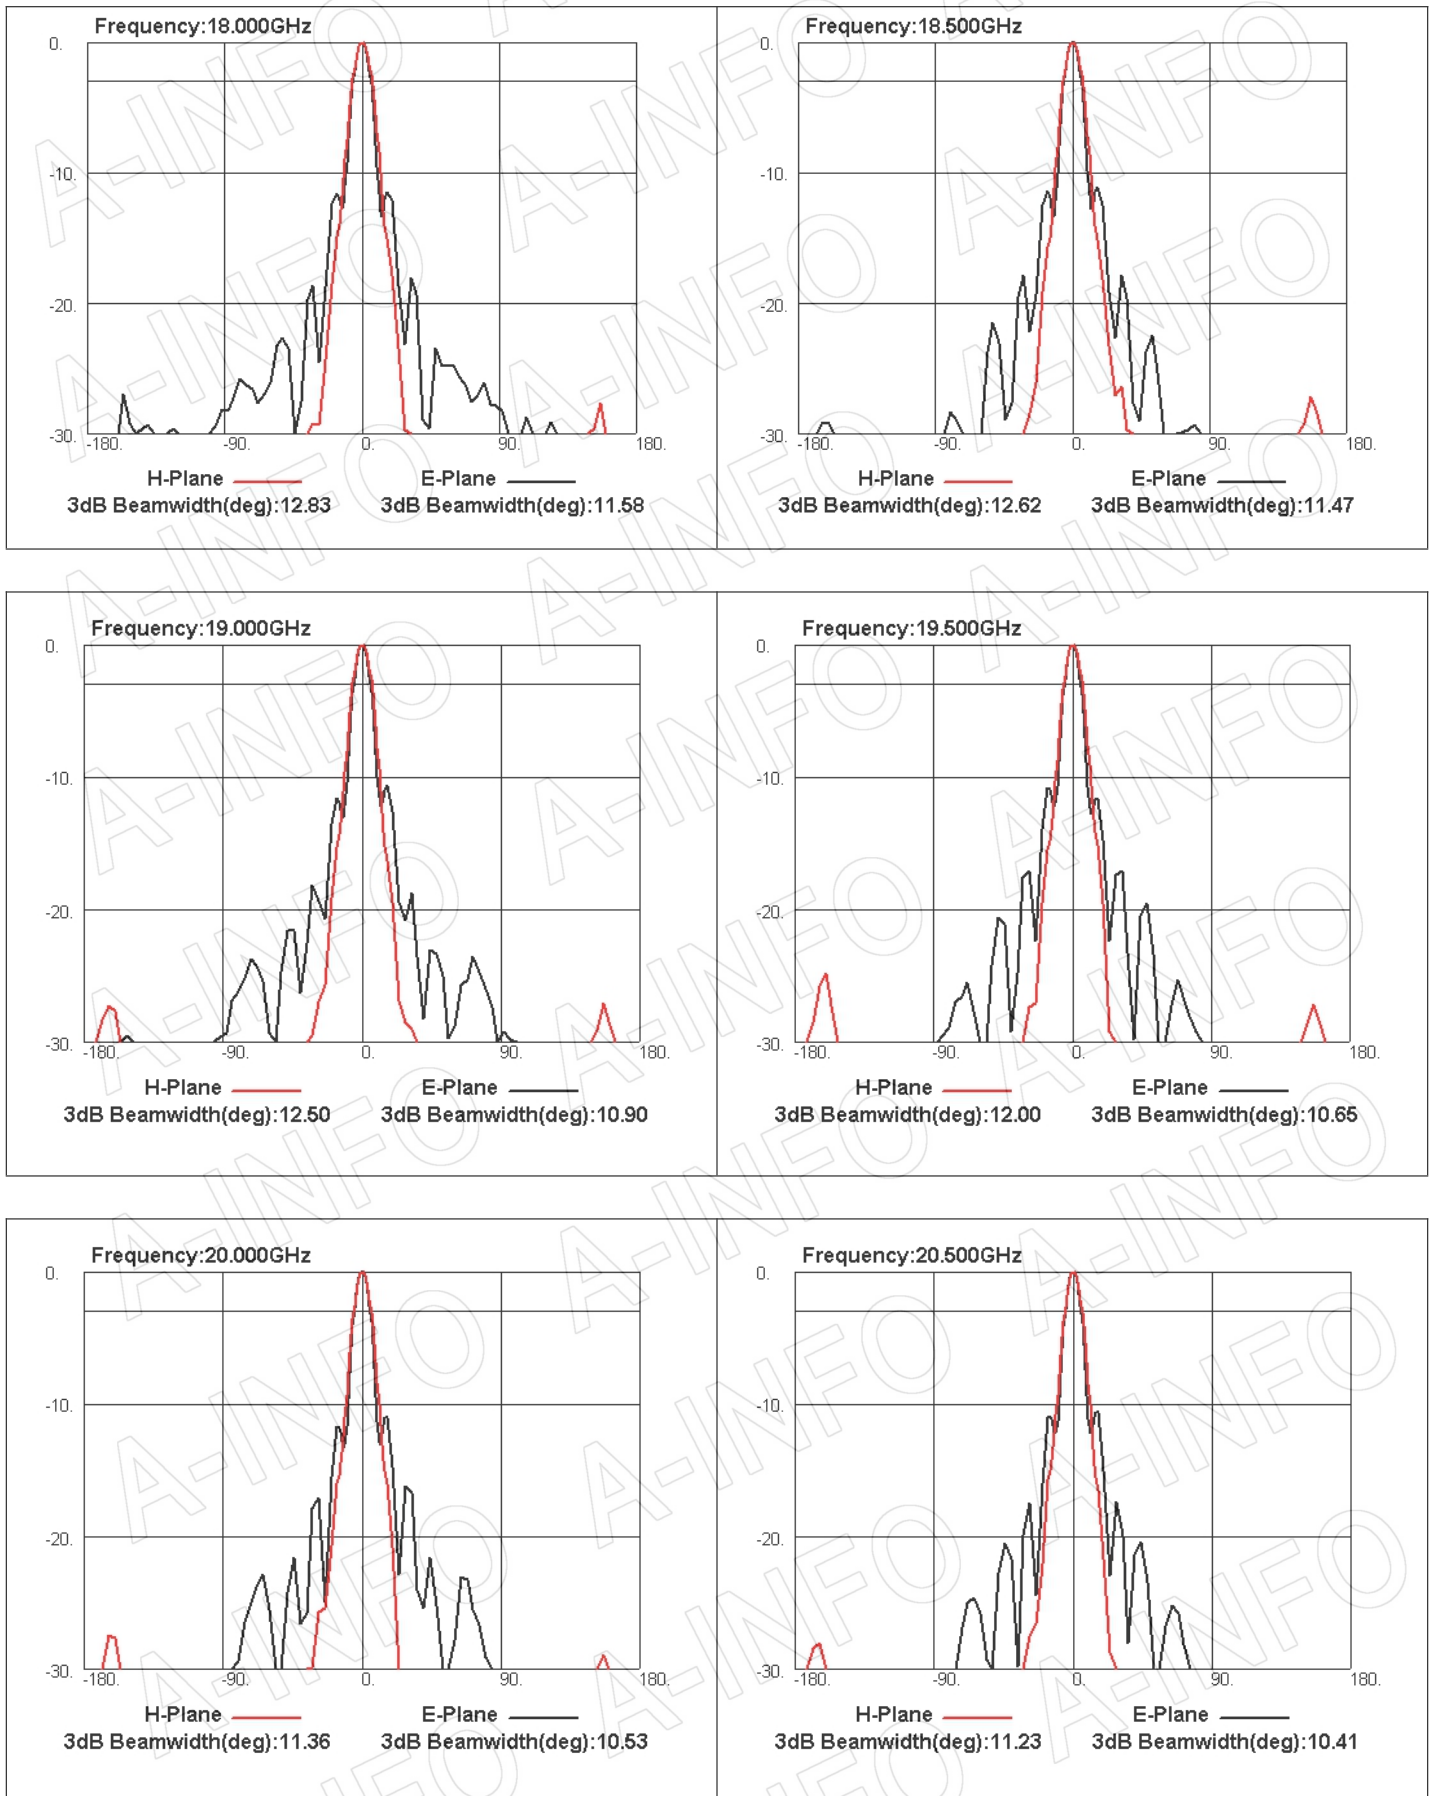 Frequency:18.000GHz
0.
-10.
-20.
-30.
-180. -90. 0. 90. 180.
H-Plane E-Plane
3dB Beamwidth(deg):12.83 3dB Beamwidth(deg):11.58
Frequency:18.500GHz
0.
-10.
-20.
-30.
-180. -90. 0. 90. 180.
H-Plane E-Plane
3dB Beamwidth(deg):12.62 3dB Beamwidth(deg):11.47
Frequency:19.000GHz
0.
-10.
-20.
-30.
-180. -90. 0. 90. 180.
H-Plane E-Plane
3dB Beamwidth(deg):12.50 3dB Beamwidth(deg):10.90
Frequency:19.500GHz
0.
-10.
-20.
-30.
-180. -90. 0. 90. 180.
H-Plane E-Plane
3dB Beamwidth(deg):12.00 3dB Beamwidth(deg):10.65
Frequency:20.000GHz
0.
-10.
-20.
-30.
-180. -90. 0. 90. 180.
H-Plane E-Plane
3dB Beamwidth(deg):11.36 3dB Beamwidth(deg):10.53
Frequency:20.500GHz
0.
-10.
-20.
-30.
-180. -90. 0. 90. 180.
H-Plane E-Plane
3dB Beamwidth(deg):11.23 3dB Beamwidth(deg):10.41
A-INFO